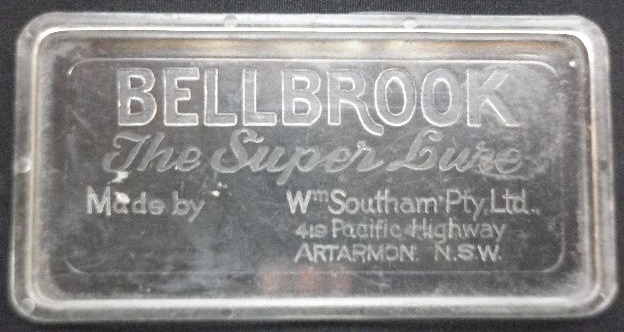 BELLBROOK
The Super Lure
Made by Wm Southam Pty. Ltd.,
419 Pacific Highway
ARTARMON. N.S.W.